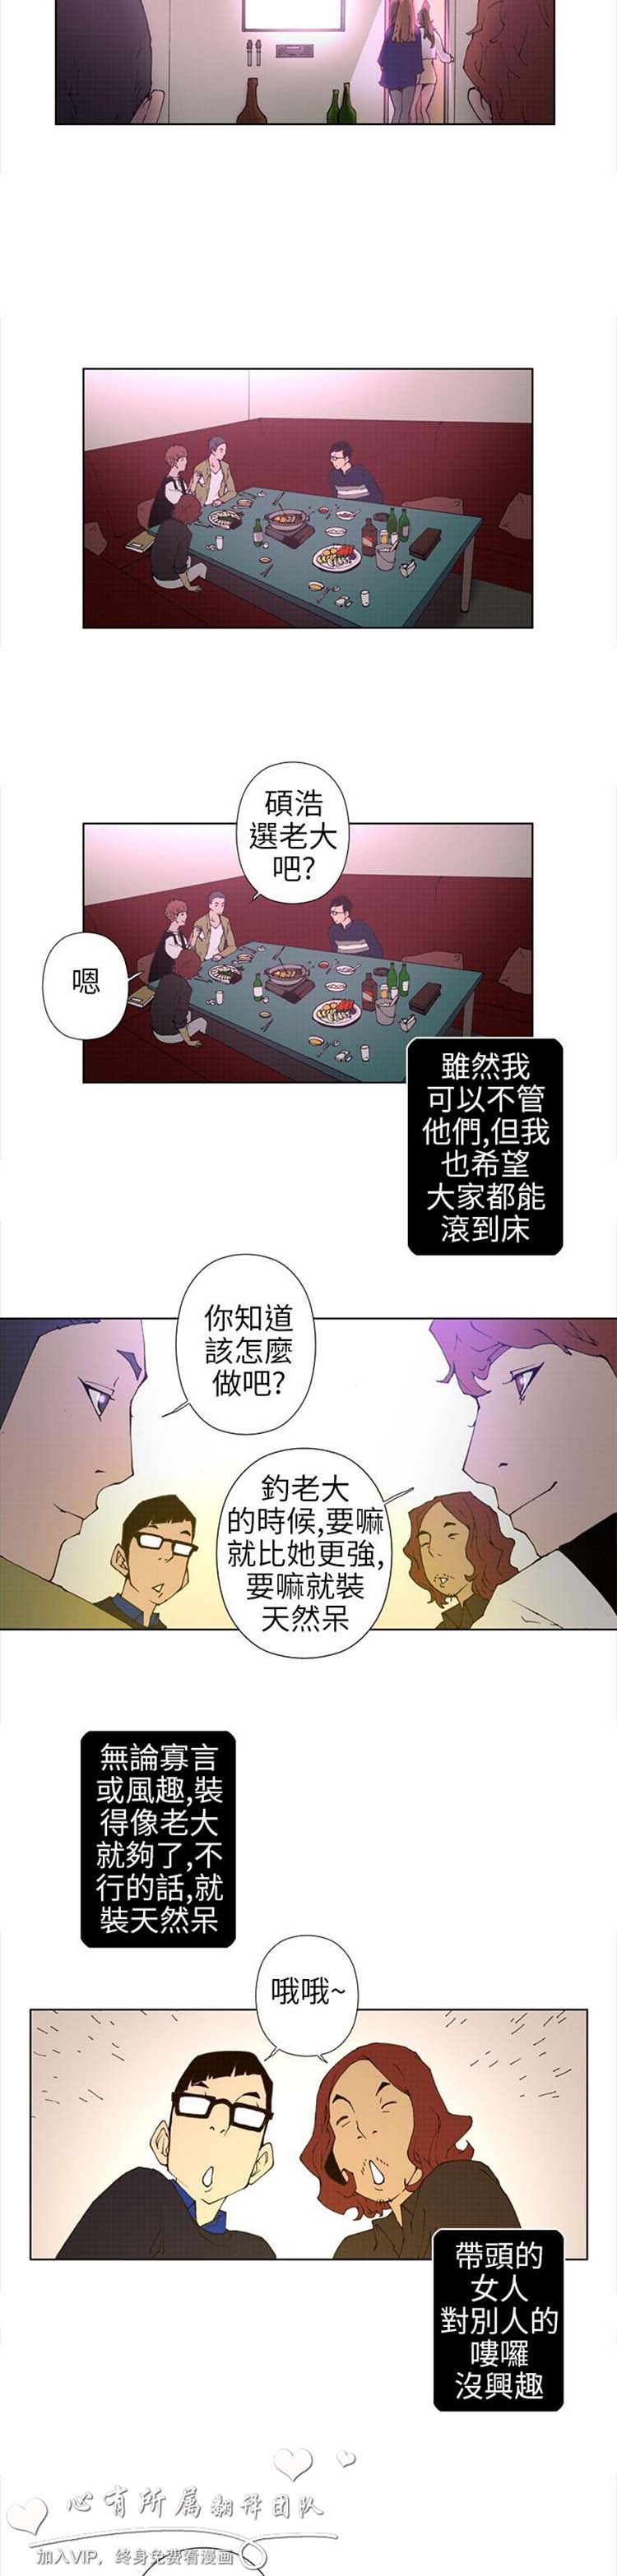 碩浩
選老大
吧?
嗯
雖然我
可以不管
他們,但我
也希望
大家都能
滾到床
你知道
該怎麼
做吧?
釣老大
的時候,要嘛
就比她更強,
要嘛就裝
天然呆
無論寡言
或風趣,裝
得像老大
就夠了,不
行的話,就
裝天然呆
哦哦~
帶頭的
女人
對別人的
嘍囉
沒興趣
心有所属翻译团队
加入VIP，终身免费看漫画